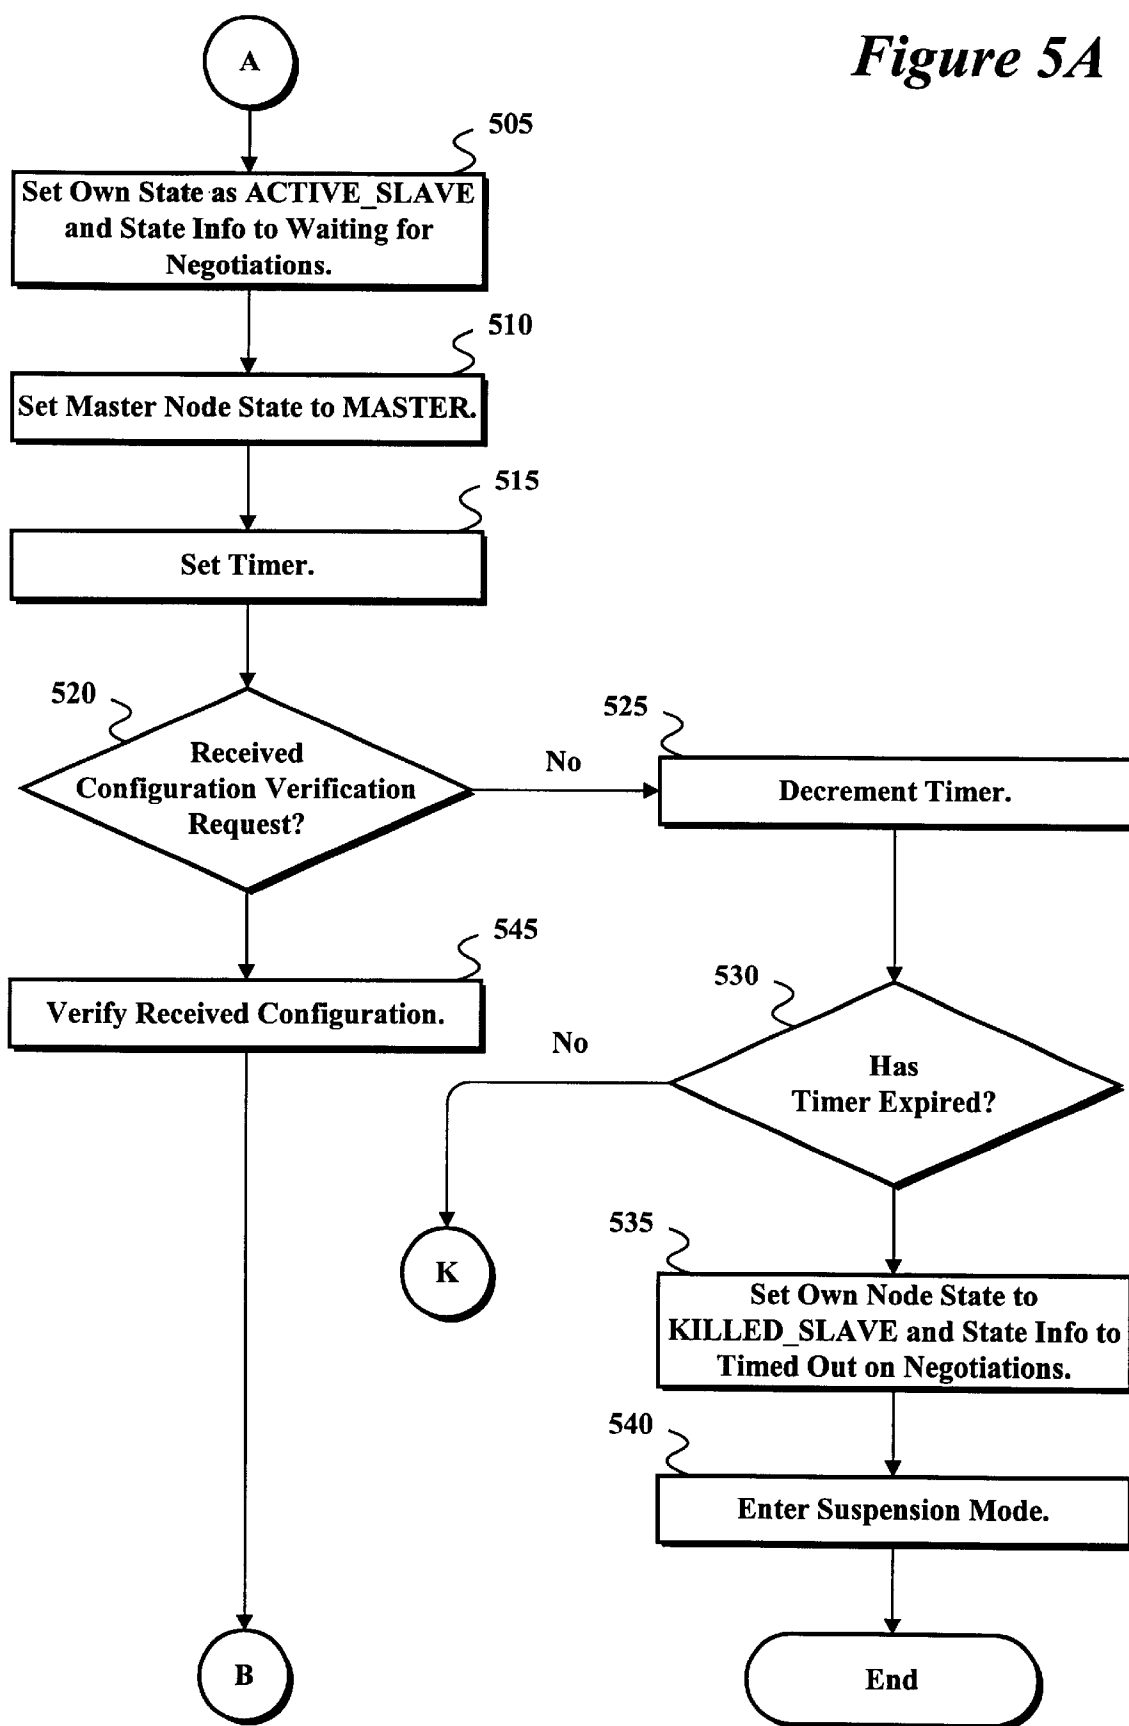 Figure 5A
A
505
Set Own State as ACTIVE_SLAVE
and State Info to Waiting for
Negotiations.
510
Set Master Node State to MASTER.
515
Set Timer.
520
Received
Configuration Verification
Request?
No
525
Decrement Timer.
545
Verify Received Configuration.
530
Has
Timer Expired?
No
K
535
Set Own Node State to
KILLED_SLAVE and State Info to
Timed Out on Negotiations.
540
Enter Suspension Mode.
B
End